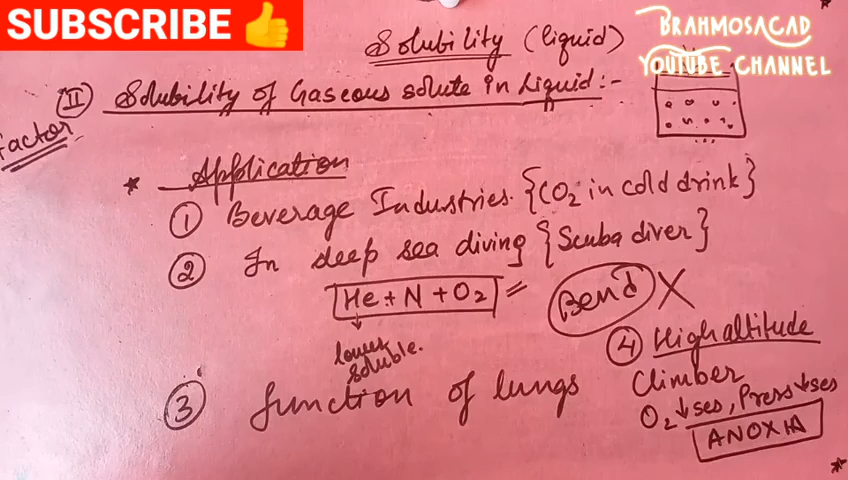 SUBSCRIBE
BRAHMOSACAD
YOUTUBE CHANNEL
Solubility (liquid)
II Solubility of Gaseous solute in Liquid:-
Factor
* Application
1 Beverage Industries. {CO2 in cold drink}
2 In deep sea diving {Scuba diver}
He + N + O2 =
Bend X
lower
soluble.
3 function of lungs
4 High altitude
Climber
O2 ↓ses, Press ↓ses
ANOXIA